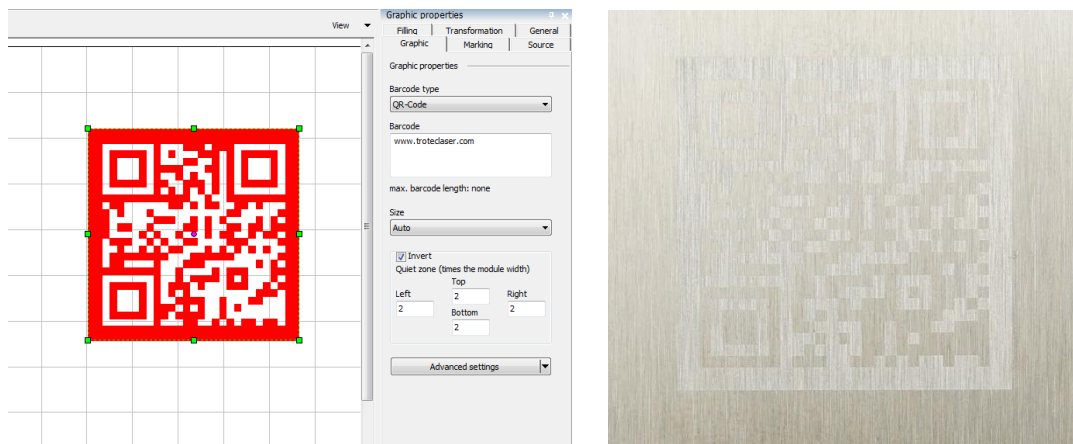 View
Graphic properties
Filling Transformation General
Graphic Marking Source
Graphic properties
Barcode type
QR-Code
Barcode
www.troteclaser.com
max. barcode length: none
Size
Auto
Invert
Quiet zone (times the module width)
Top
Left 2 Right
2 Bottom 2
2
Advanced settings